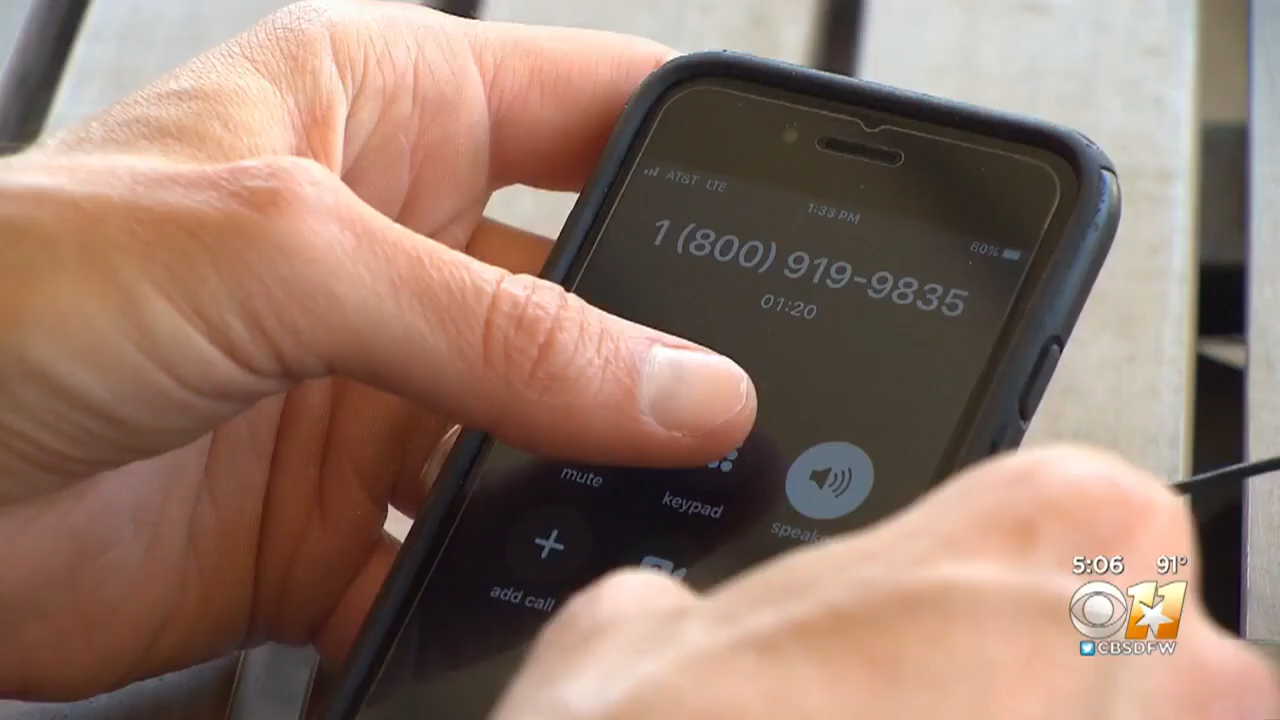 AT&T LTE
1:33 PM
80%
1 (800) 919-9835
01:20
mute
keypad
add call
5:06 91°
11
CBSDFW